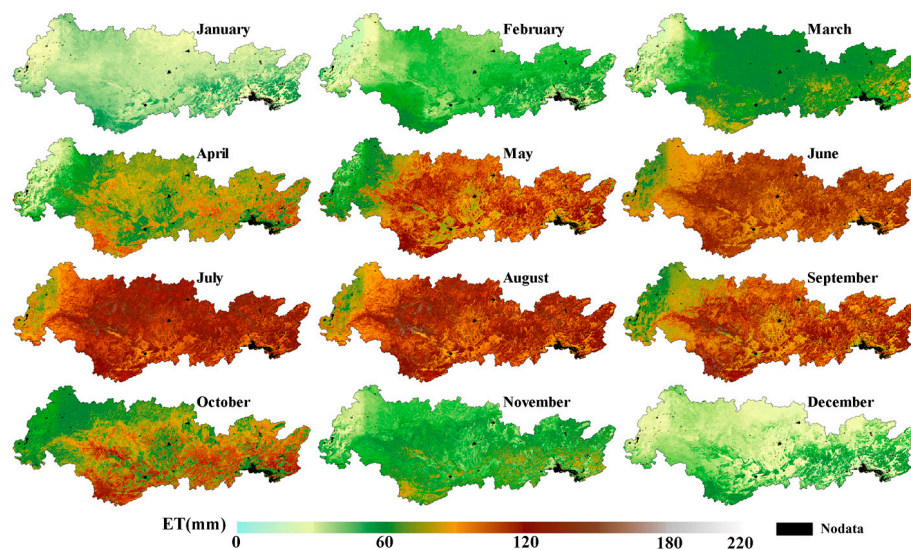 January February March
April May June
July August September
October November December
ET(mm) Nodata
0 60 120 180 220